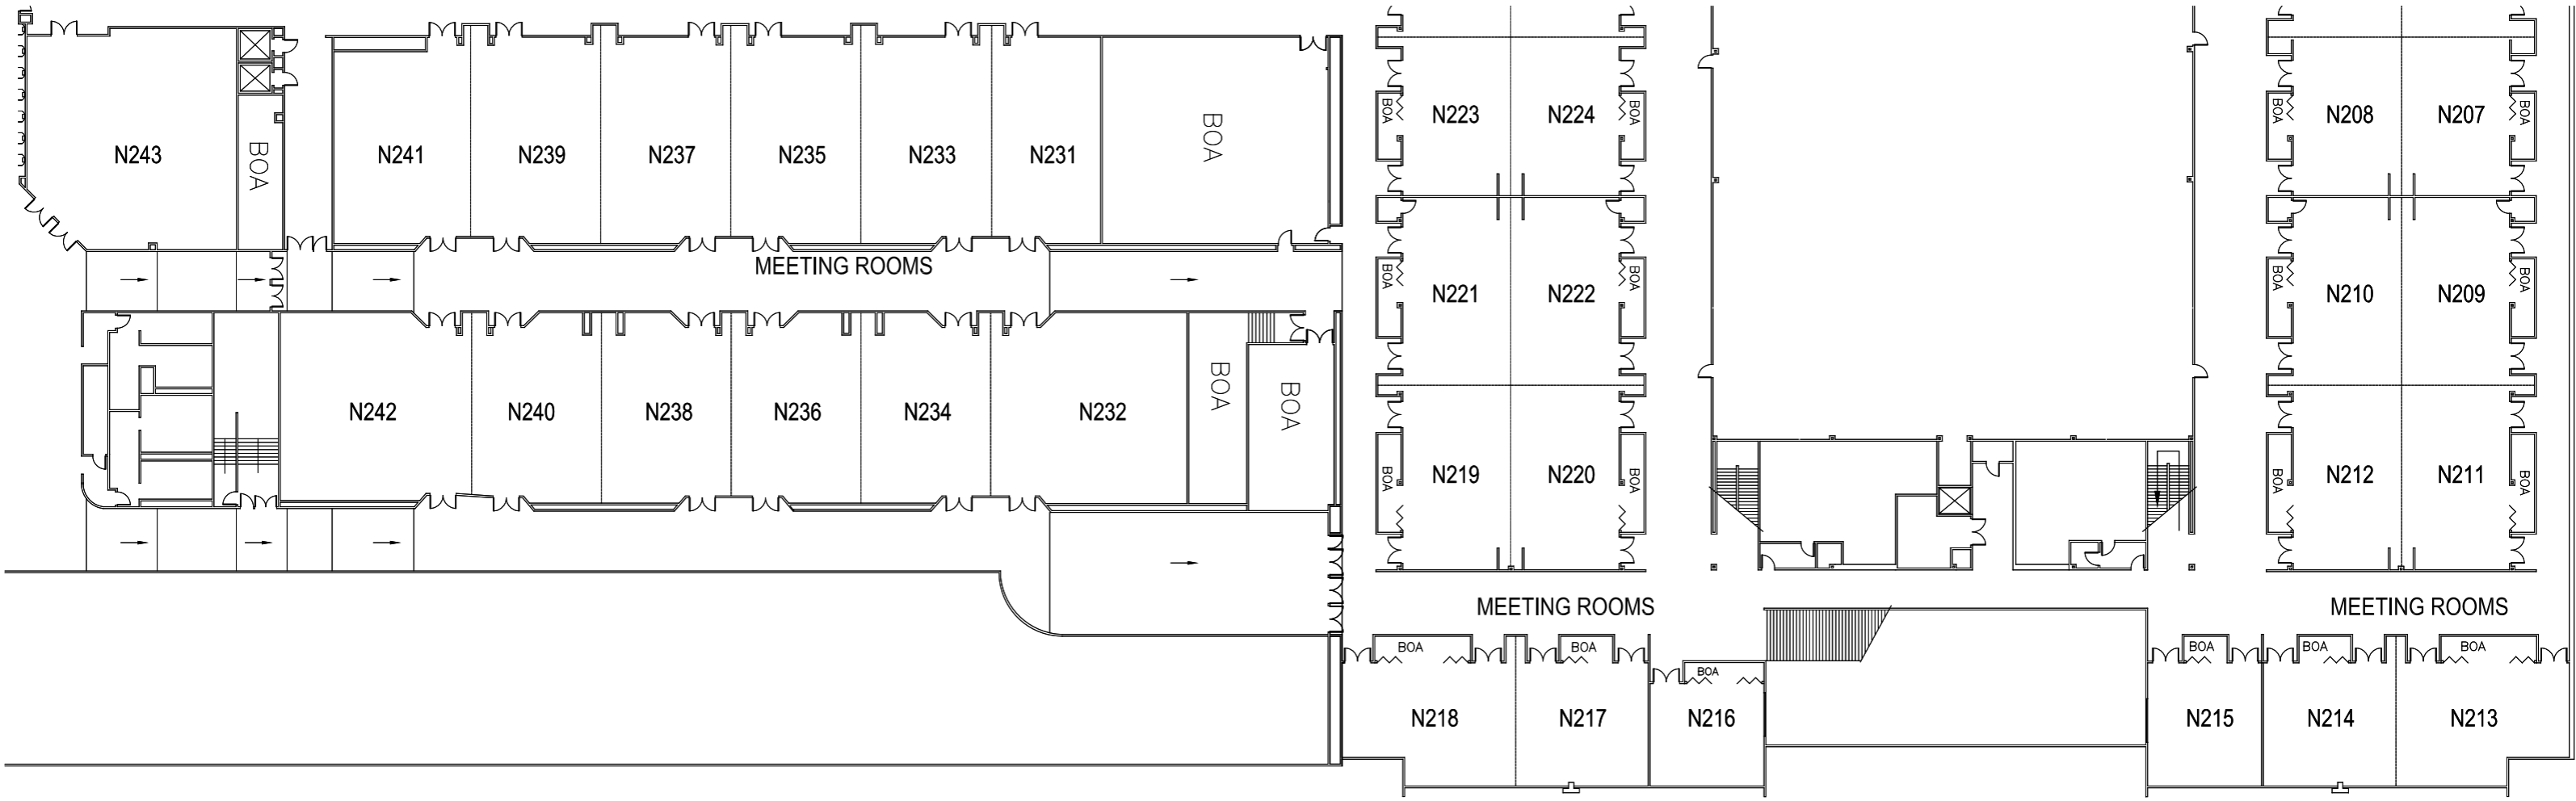 N243
BOA
N241
N239
N237
N235
N233
N231
BOA
MEETING ROOMS
N242
N240
N238
N236
N234
N232
BOA
BOA
BOA
N223
N224
BOA
BOA
N221
N222
BOA
BOA
N219
N220
BOA
BOA
N208
N207
BOA
BOA
N210
N209
BOA
BOA
N212
N211
BOA
MEETING ROOMS
MEETING ROOMS
BOA
BOA
BOA
N218
N217
N216
BOA
BOA
BOA
N215
N214
N213